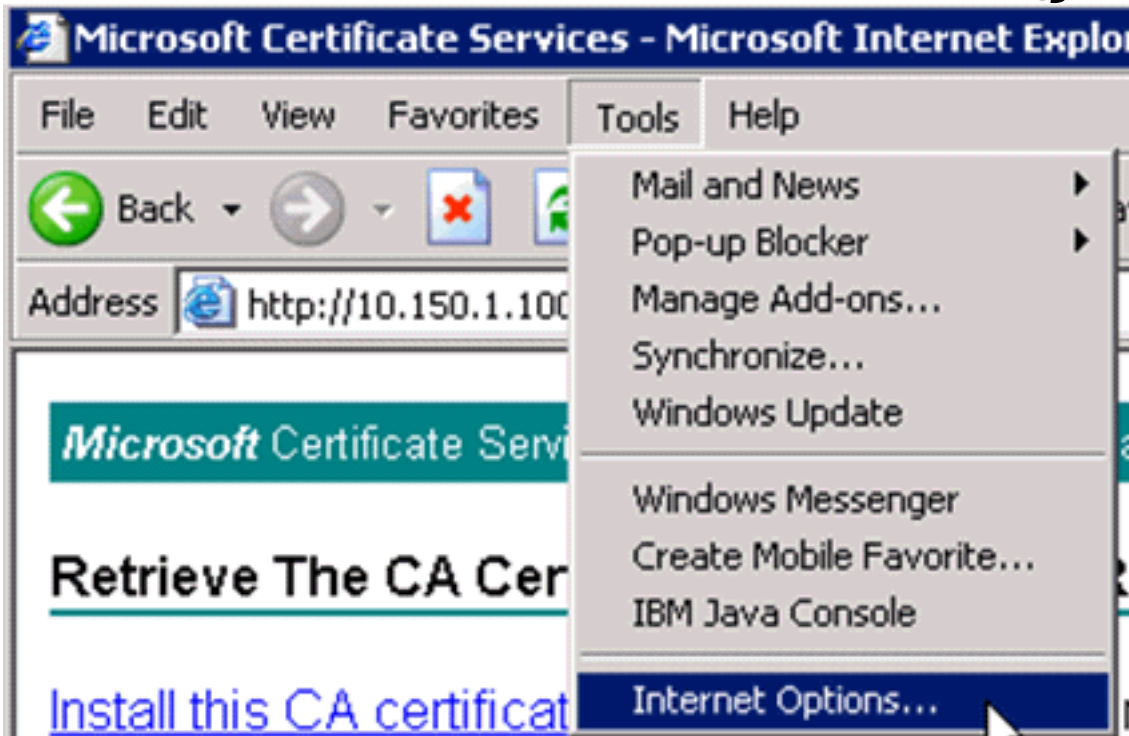 Microsoft Certificate Services - Microsoft Internet Explor
File Edit View Favorites Tools Help
Back
Mail and News
Pop-up Blocker
Address http://10.150.1.100
Manage Add-ons...
Synchronize...
Windows Update
Microsoft Certificate Servi
Windows Messenger
Retrieve The CA Cer
Create Mobile Favorite...
IBM Java Console
Install this CA certificat
Internet Options...